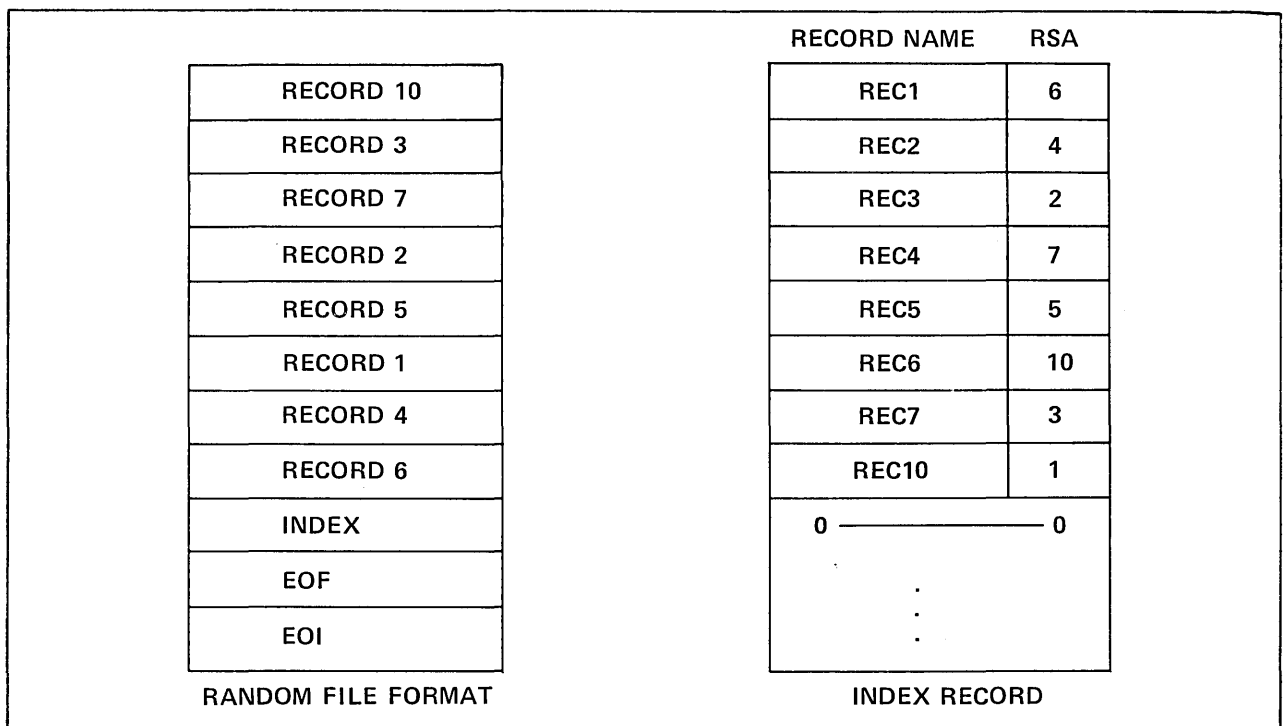 RECORD NAME RSA
RECORD 10
RECORD 3
RECORD 7
RECORD 2
RECORD 5
RECORD 1
RECORD 4
RECORD 6
INDEX
EOF
EOI
RANDOM FILE FORMAT
REC1 6
REC2 4
REC3 2
REC4 7
REC5 5
REC6 10
REC7 3
REC10 1
0 0
.
.
.
INDEX RECORD